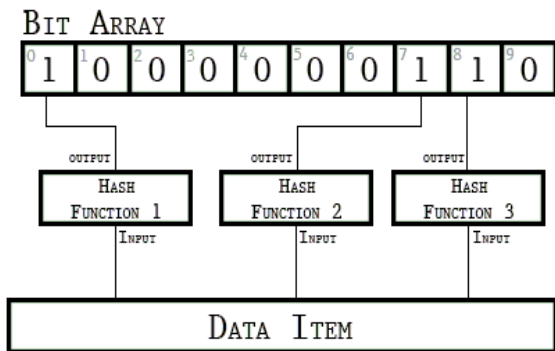 Bit Array
0 1 2 3 4 5 6 7 8 9
1 0 0 0 0 0 0 1 1 0
output output output
Hash Function 1
Hash Function 2
Hash Function 3
Input Input Input
Data Item